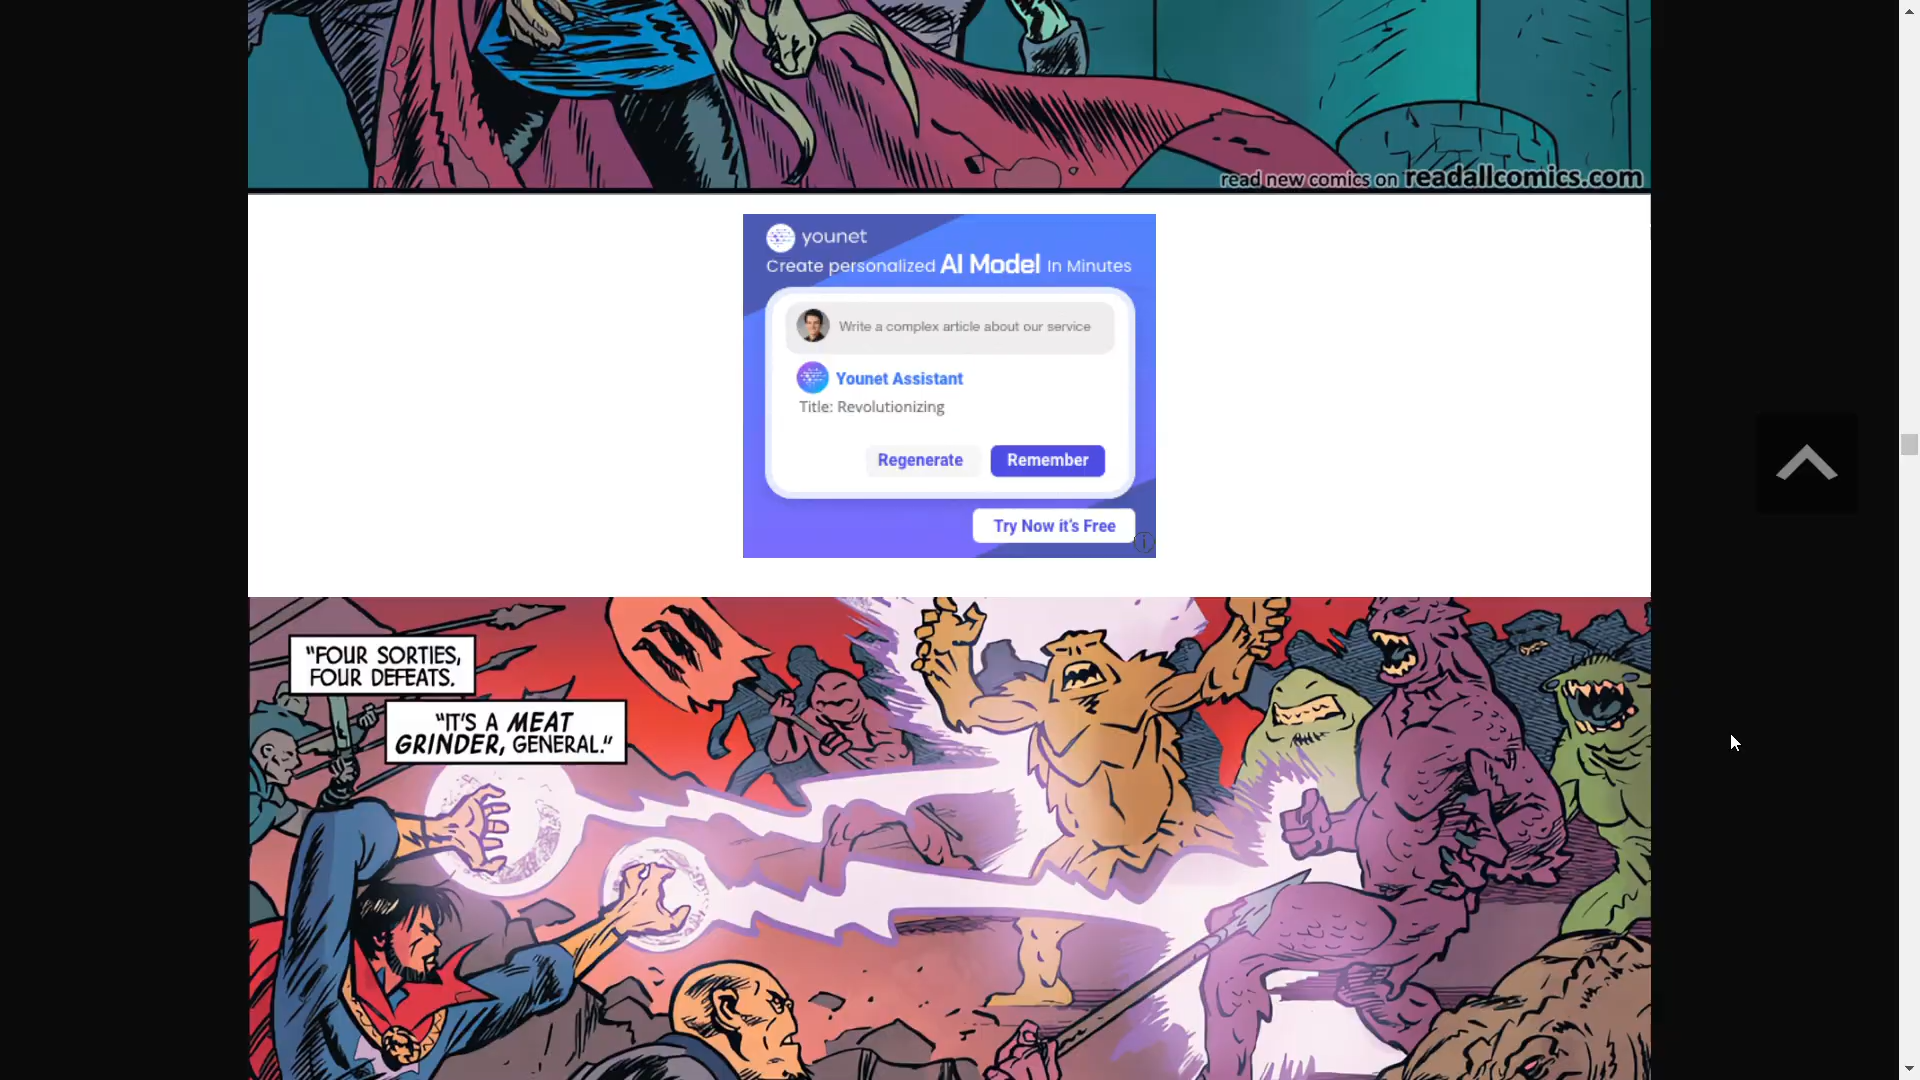 read new comics on readallcomics.com
younet
Create personalized AI Model In Minutes
Write a complex article about our service
Younet Assistant
Title: Revolutionizing
Regenerate Remember
Try Now it's Free
"FOUR SORTIES,
FOUR DEFEATS.
"IT'S A MEAT
GRINDER, GENERAL."